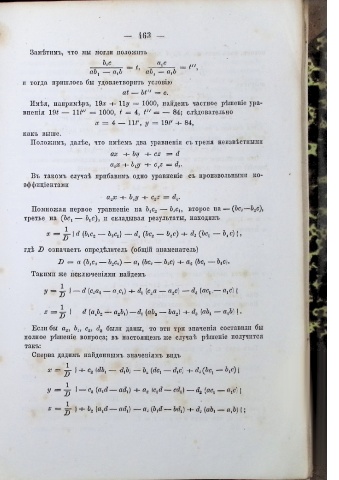 — 463 —
Замѣтимъ, что мы могли положить
b₁c / (ab₁ — a₁b) = t, a₁c / (ab₁ — a₁b) = t″,
и тогда пришлось бы удовлетворить условію
at — bt″ = c.
Имѣя, напримѣръ, 19x + 11y = 1000, найдемъ частное рѣшеніе ура-
вненія 19t — 11t″ = 1000, t = 4, t″ = — 84; слѣдовательно
x = 4 — 11t′, y = 19t′ + 84,
какъ выше.
Положимъ, далѣе, что имѣемъ два уравненія съ тремя неизвѣстными
ax + by + cz = d
a₁x + b₁y + c₁z = d₁.
Въ такомъ случаѣ прибавимъ одно уравненіе съ произвольными ко-
эффиціентами
a₂x + b₂y + c₂z = d₂.
Помножая первое уравненіе на b₁c₂ — b₂c₁, второе на — (bc₂—b₂c),
третье на (bc₁ — b₁c), и складывая результаты, находимъ
x = 1/D { d (b₁c₂ — b₂c₁) — d₁ (bc₂ — b₂c) + d₂ (bc₁ — b₁c) },
гдѣ D означаетъ опредѣлитель (общій знаменатель)
D = a (b₁c₂ — b₂c₁) — a₁ (bc₂ — b₂c) + a₂ (bc₁ — b₁c).
Такими же исключеніями найдемъ
y = 1/D { — d (c₂a₁ — a₂c₁) + d₁ (c₂a — a₂c) — d₂ (ac₁ — a₁c) {
z = 1/D { d (a₁b₂ — a₂b₁) — d₁ (ab₂ — ba₂) + d₂ (ab₁ — a₁b) }.
Если бы a₂, b₂, c₂, d₂ были даны, то эти три значенія составили бы
полное рѣшеніе вопроса; въ настоящемъ же случаѣ рѣшеніе получится
такъ:
Сперва дадимъ найденнымъ значеніямъ видъ
x = 1/D { + c₂ (db₁ — d₁b) — b₂ (dc₁ — d₁c) + d₂ (bc₁ — b₁c) {
y = 1/D { — c₂ (a₁d — ad₁) + a₂ (c₁d — cd₁) — d₂ (ac₁ — a₁c) {
z = 1/D { + b₂ (a₁d — ad₁) — a₂ (b₁d — bd₁) + d₂ (ab₁ — a₁b) };